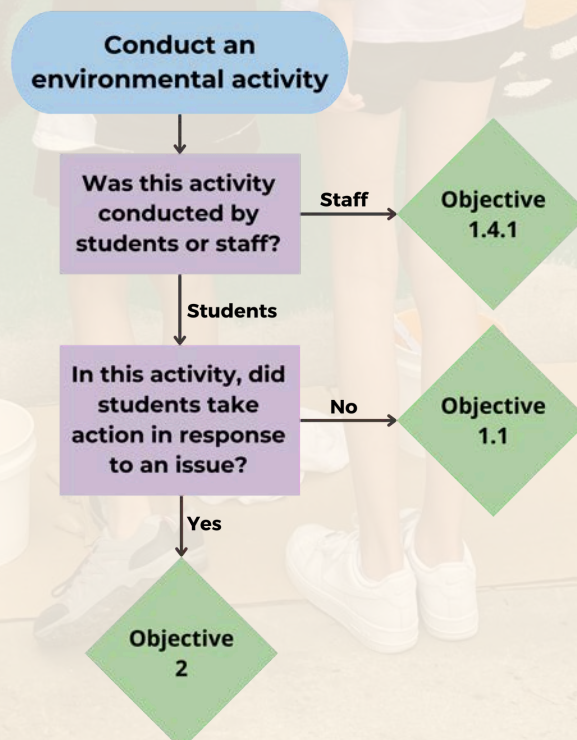 Conduct an
environmental activity
Was this activity
conducted by
students or staff?
Staff
Objective
1.4.1
Students
In this activity, did
students take
action in response
to an issue?
No
Objective
1.1
Yes
Objective
2